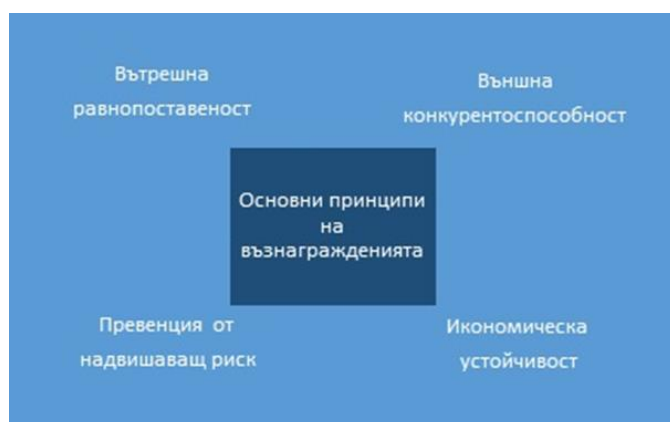 Вътрешна
равнопоставеност
Външна
конкурентоспособност
Основни принципи
на
възнагражденията
Превенция от
надвишаващ риск
Икономическа
устойчивост